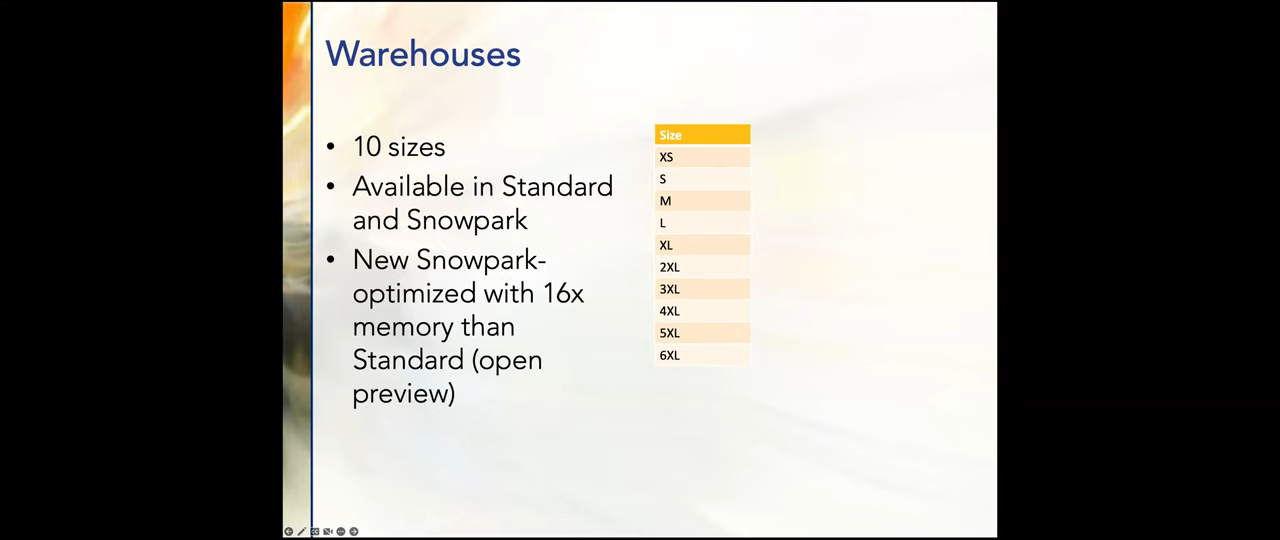 Warehouses
• 10 sizes
• Available in Standard
and Snowpark
• New Snowpark-
optimized with 16x
memory than
Standard (open
preview)
Size
XS
S
M
L
XL
2XL
3XL
4XL
5XL
6XL